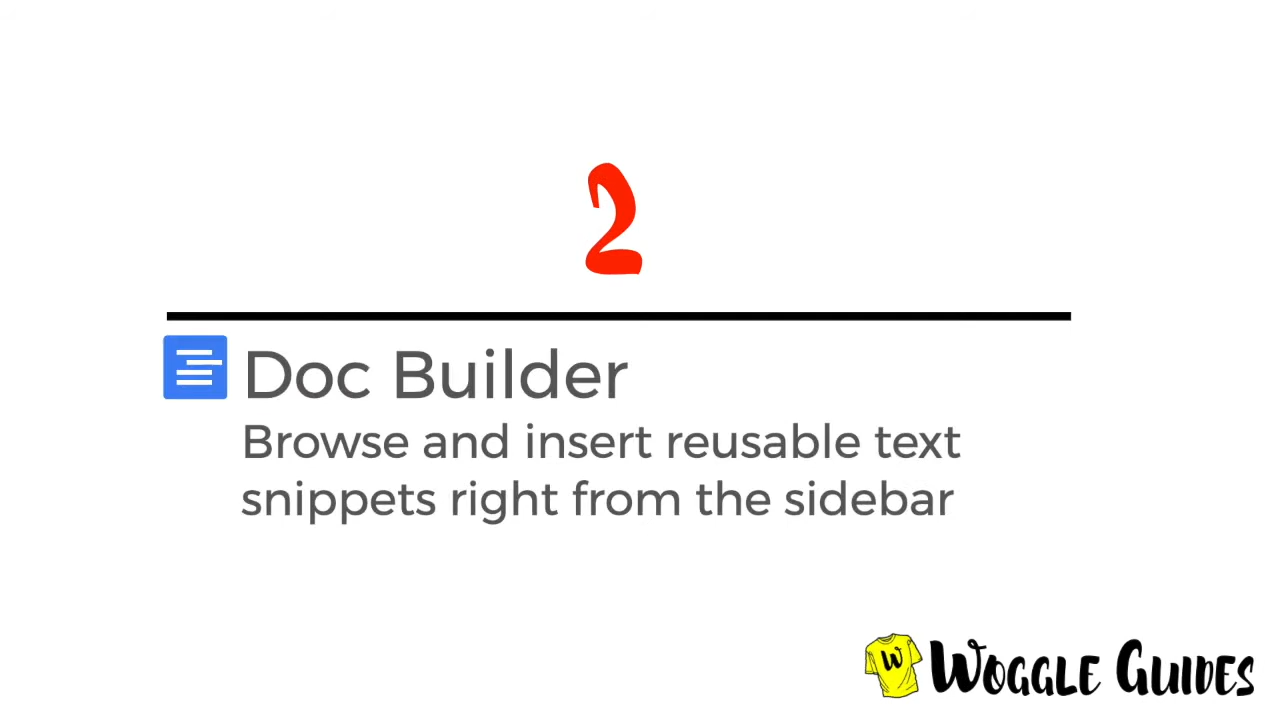 2
Doc Builder
Browse and insert reusable text
snippets right from the sidebar
W
Woggle Guides